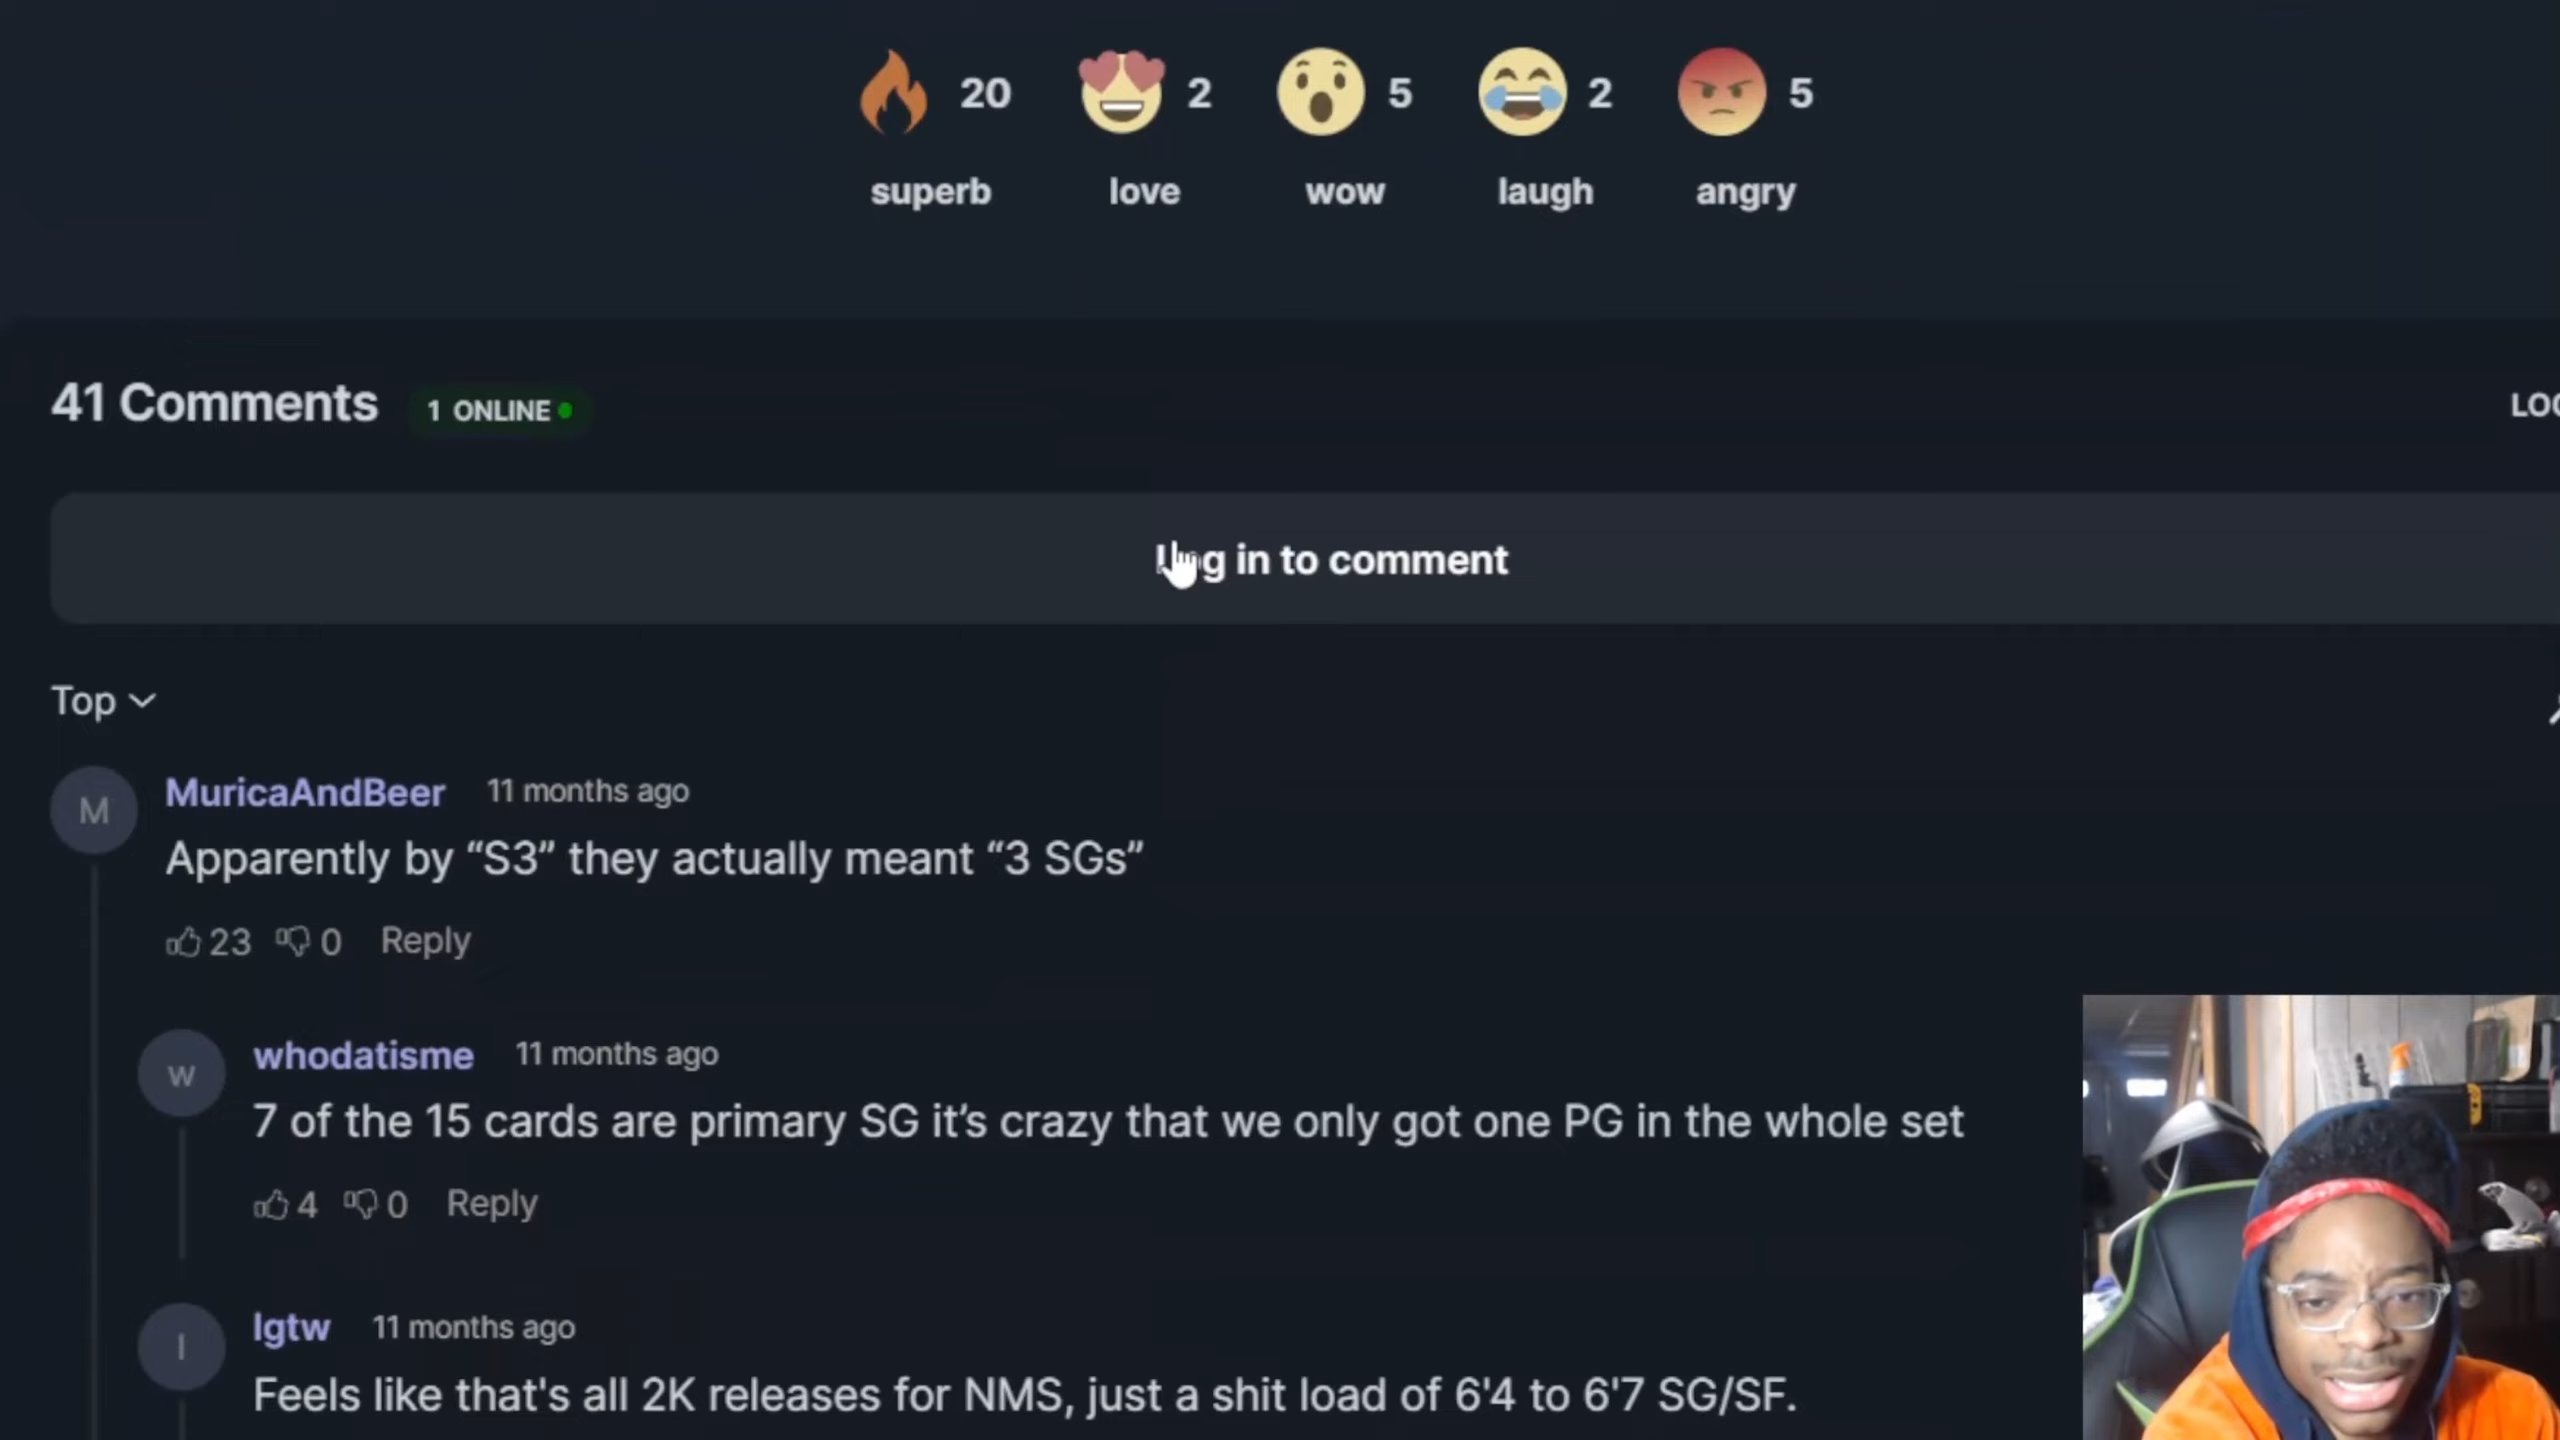 20 2 5 2 5
superb love wow laugh angry
41 Comments 1 ONLINE
Log in to comment
Top
M MuricaAndBeer 11 months ago
Apparently by “S3” they actually meant “3 SGs”
23 0 Reply
w whodatisme 11 months ago
7 of the 15 cards are primary SG it’s crazy that we only got one PG in the whole set
4 0 Reply
l lgtw 11 months ago
Feels like that's all 2K releases for NMS, just a shit load of 6'4 to 6'7 SG/SF.